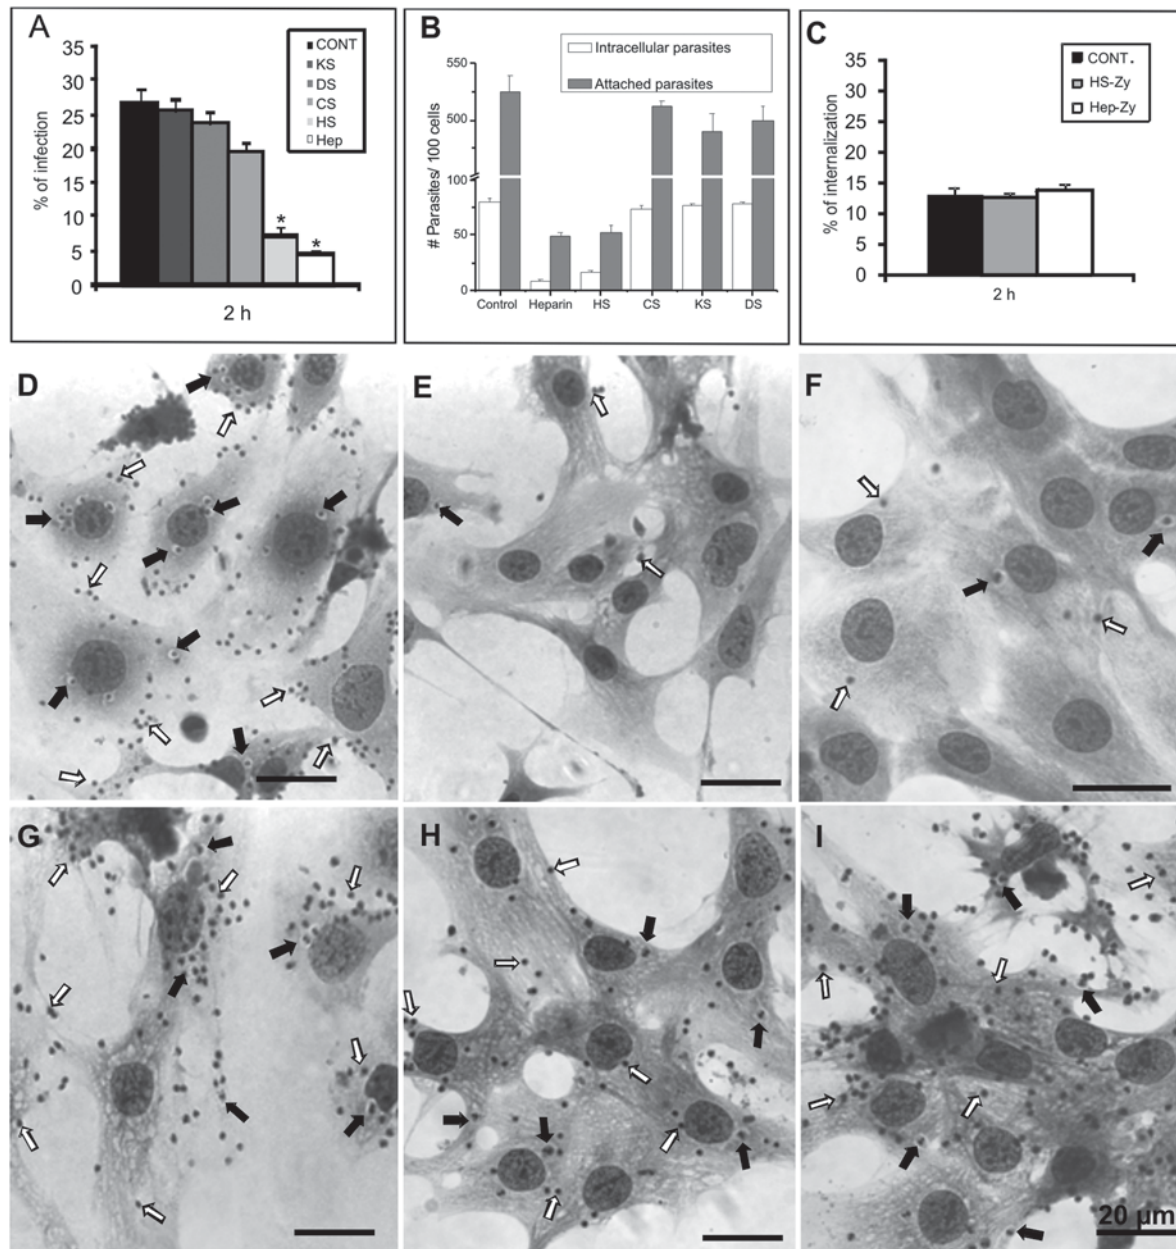 A
% of infection
35
30
25
20
15
10
5
0
CONT
KS
DS
CS
HS
Hep
*
*
2 h
B
# Parasites/ 100 cells
550
500
100
50
0
Intracellular parasites
Attached parasites
Control Heparin HS CS KS DS
C
% of internalization
35
30
25
20
15
10
5
0
CONT.
HS-Zy
Hep-Zy
2 h
D
E
F
G
H
I
20 µm